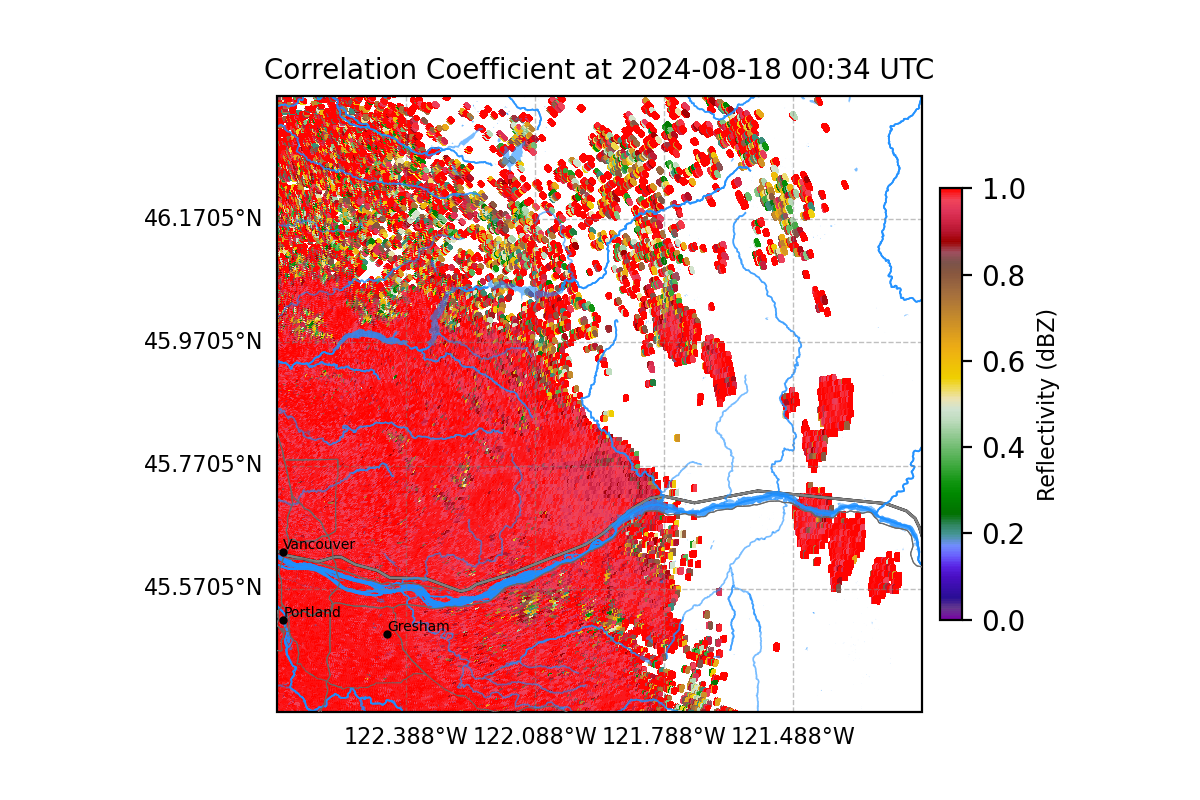 Correlation Coefficient at 2024-08-18 00:34 UTC
46.1705°N
45.9705°N
45.7705°N
45.5705°N
Vancouver
Portland
Gresham
122.388°W 122.088°W 121.788°W 121.488°W
1.0
0.8
0.6
0.4
0.2
0.0
Reflectivity (dBZ)